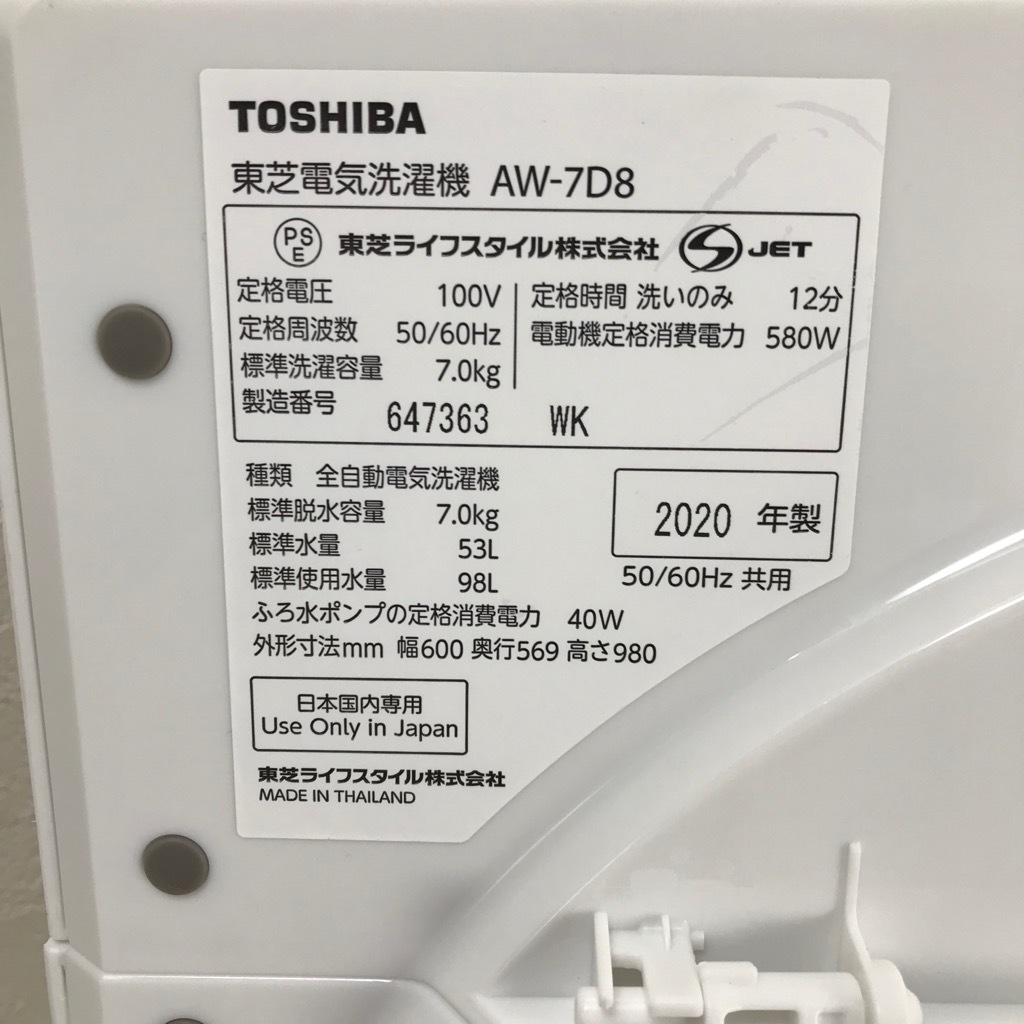 TOSHIBA
東芝電気洗濯機 AW-7D8
PSE 東芝ライフスタイル株式会社 S JET
定格電圧 100V
定格周波数 50/60Hz
標準洗濯容量 7.0kg
定格時間 洗いのみ 12分
電動機定格消費電力 580W
製造番号 647363 WK
種類 全自動電気洗濯機
標準脱水容量 7.0kg
標準水量 53L
標準使用水量 98L
ふろ水ポンプの定格消費電力 40W
外形寸法mm 幅600 奥行569 高さ980
2020 年製
50/60Hz 共用
日本国内専用
Use Only in Japan
東芝ライフスタイル株式会社
MADE IN THAILAND